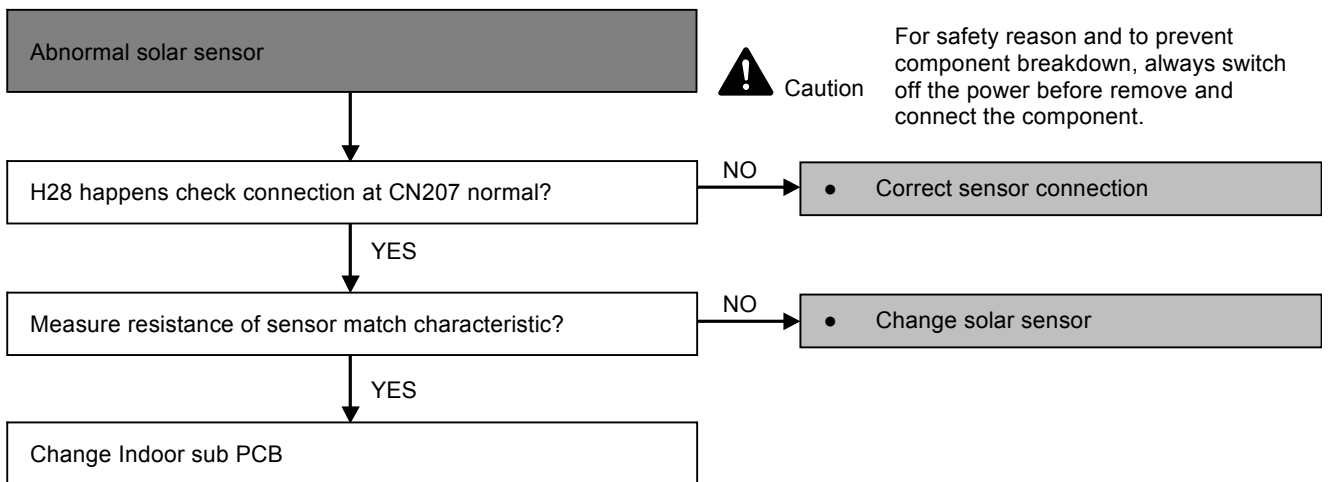 Abnormal solar sensor
Caution
For safety reason and to prevent
component breakdown, always switch
off the power before remove and
connect the component.
H28 happens check connection at CN207 normal?
NO
● Correct sensor connection
YES
Measure resistance of sensor match characteristic?
NO
● Change solar sensor
YES
Change Indoor sub PCB